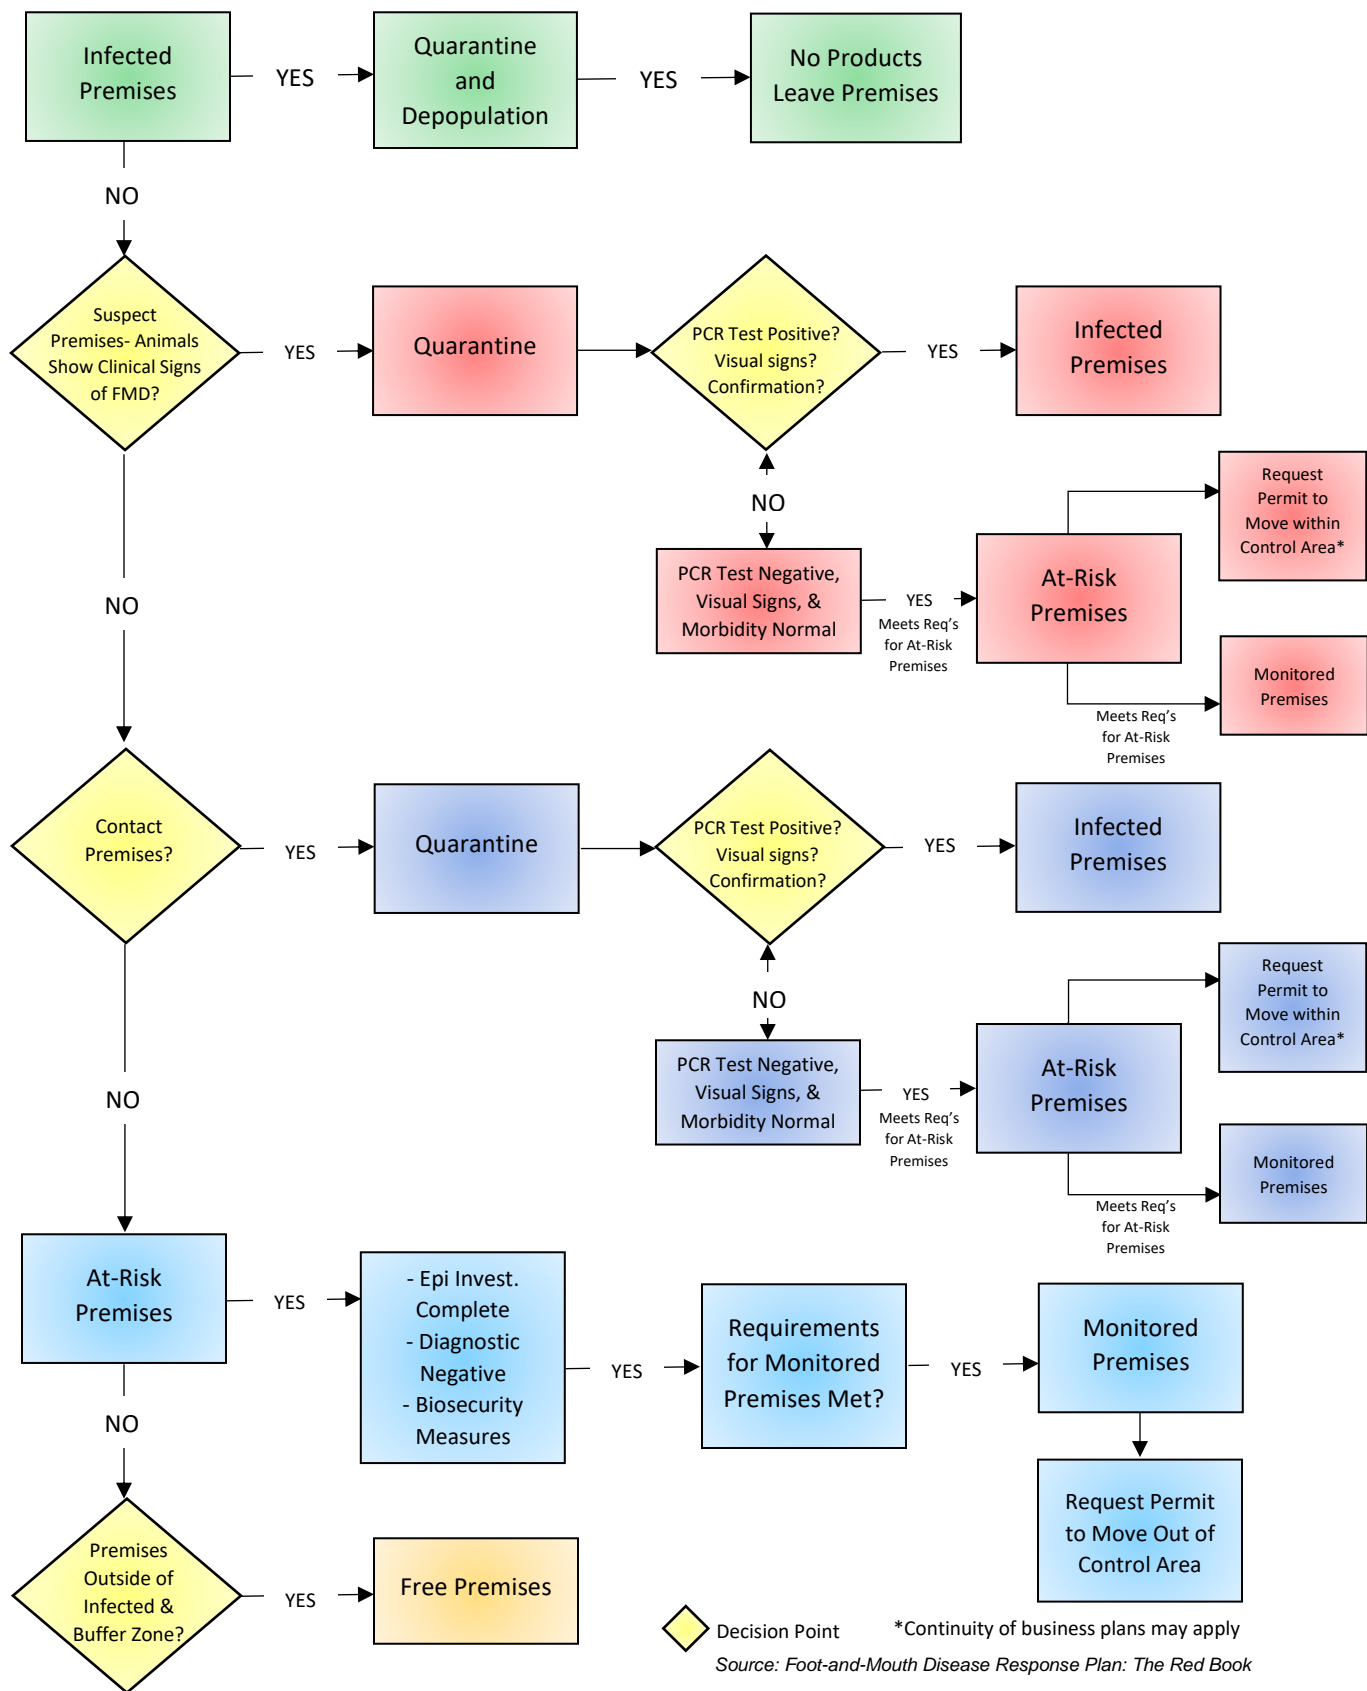 Infected
Premises
YES
Quarantine
and
Depopulation
YES
No Products
Leave Premises
NO
Suspect
Premises- Animals
Show Clinical Signs
of FMD?
YES
Quarantine
PCR Test Positive?
Visual signs?
Confirmation?
YES
Infected
Premises
NO
PCR Test Negative,
Visual Signs, &
Morbidity Normal
YES
Meets Req's
for At-Risk
Premises
At-Risk
Premises
Request
Permit to
Move within
Control Area*
Meets Req's
for At-Risk
Premises
Monitored
Premises
NO
Contact
Premises?
YES
Quarantine
PCR Test Positive?
Visual signs?
Confirmation?
YES
Infected
Premises
NO
PCR Test Negative,
Visual Signs, &
Morbidity Normal
YES
Meets Req's
for At-Risk
Premises
At-Risk
Premises
Request
Permit to
Move within
Control Area*
Meets Req's
for At-Risk
Premises
Monitored
Premises
NO
At-Risk
Premises
YES
- Epi Invest.
Complete
- Diagnostic
Negative
- Biosecurity
Measures
YES
Requirements
for Monitored
Premises Met?
YES
Monitored
Premises
Request Permit
to Move Out of
Control Area
NO
Premises
Outside of
Infected &
Buffer Zone?
YES
Free Premises
Decision Point
*Continuity of business plans may apply
Source: Foot-and-Mouth Disease Response Plan: The Red Book